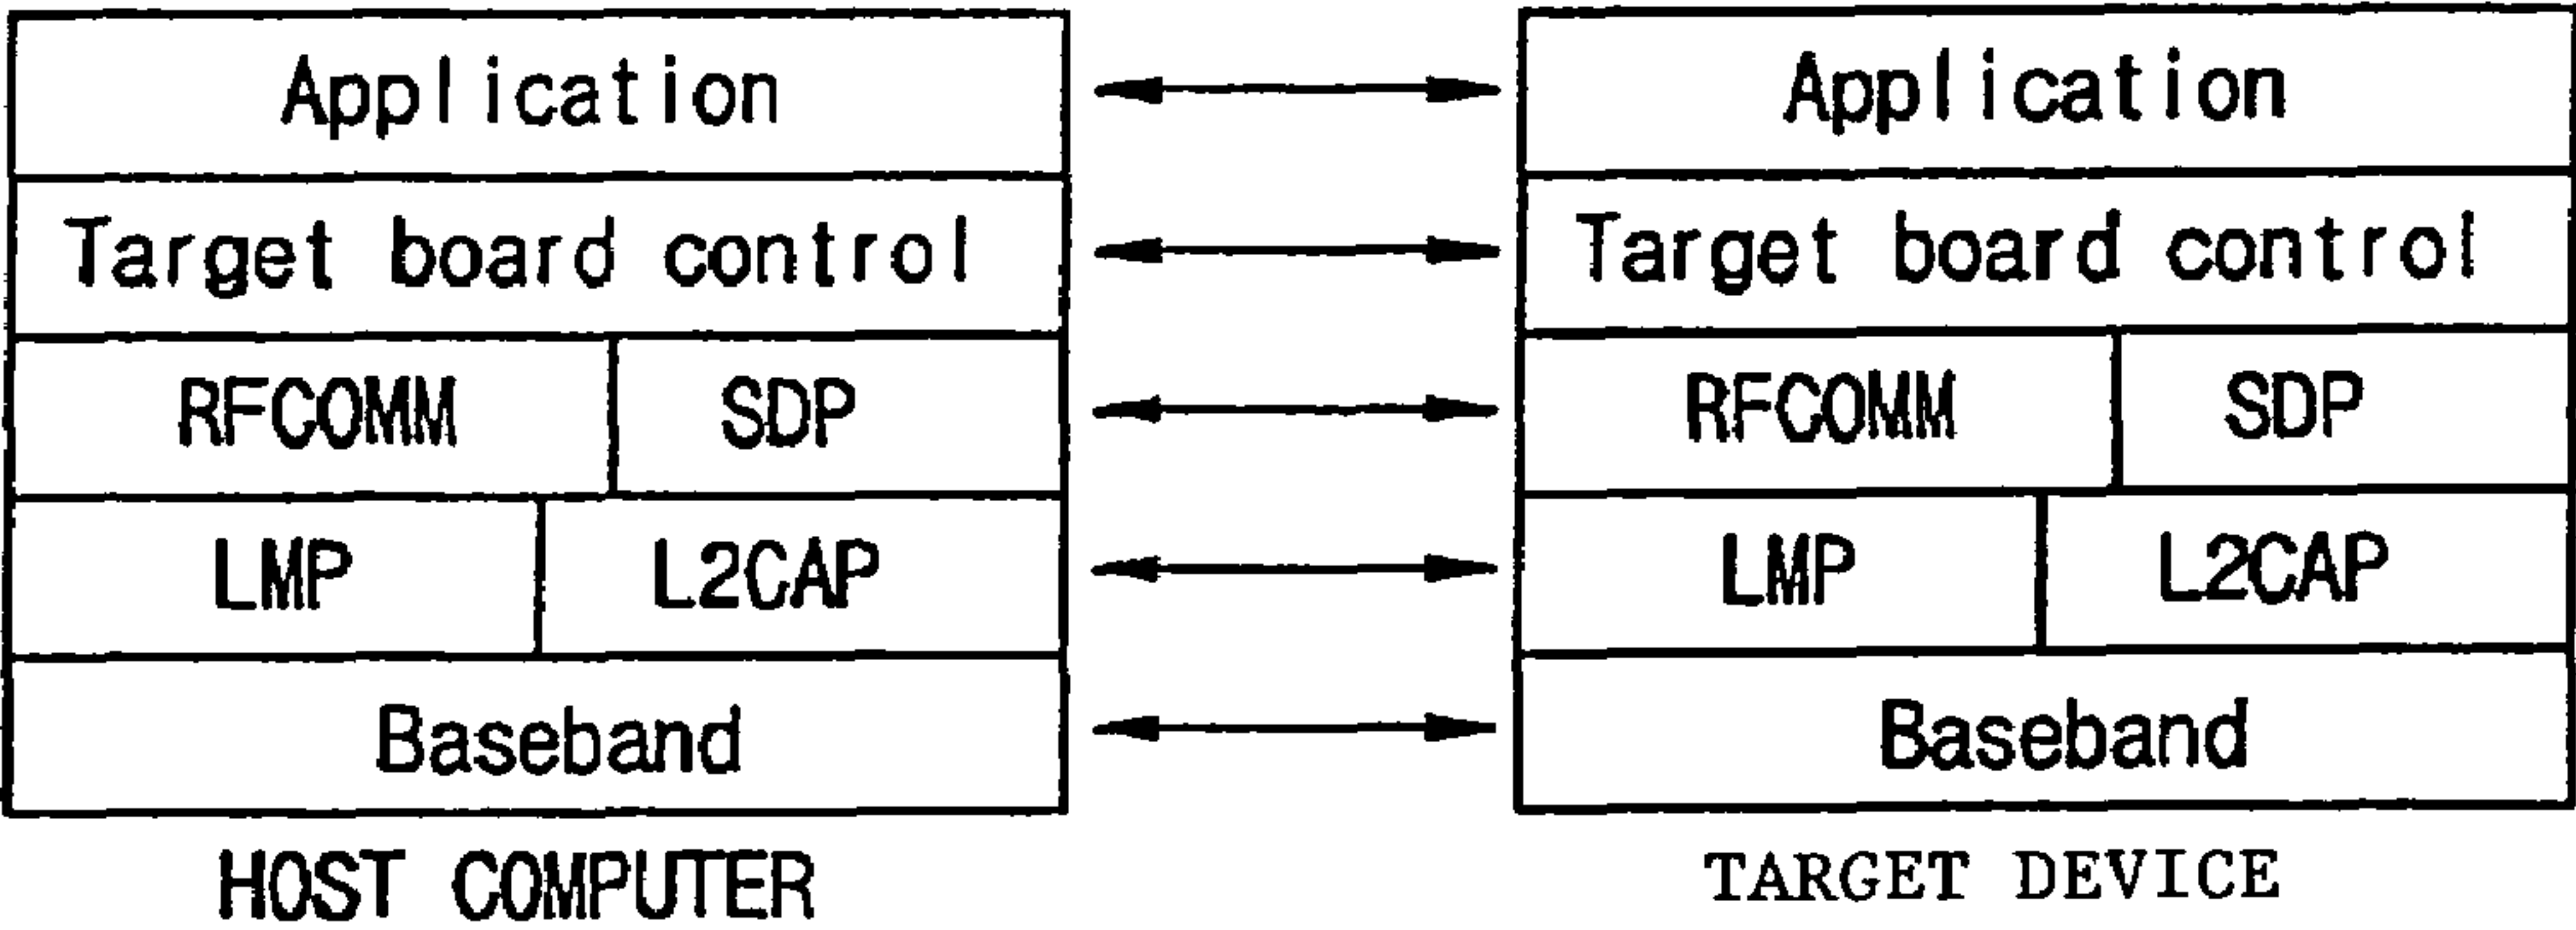 Application Application
Target board control Target board control
RFCOMM SDP RFCOMM SDP
LMP L2CAP LMP L2CAP
Baseband Baseband
HOST COMPUTER TARGET DEVICE